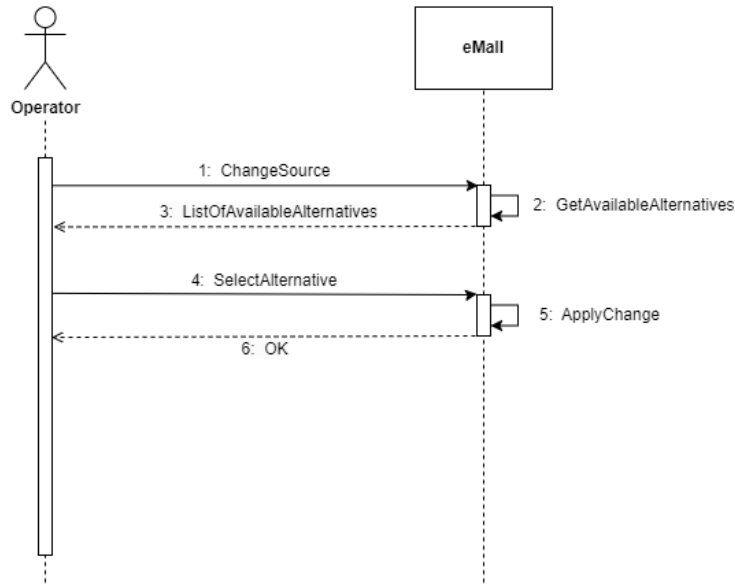 eMall
Operator
1: ChangeSource
2: GetAvailableAlternatives
3: ListOfAvailableAlternatives
4: SelectAlternative
5: ApplyChange
6: OK